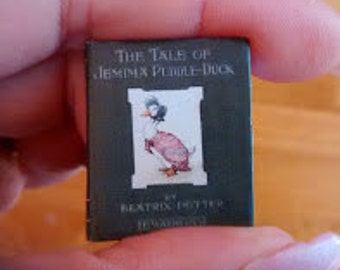 THE TALE OF
JEMIMA PUDDLE-DUCK
BY
BEATRIX POTTER